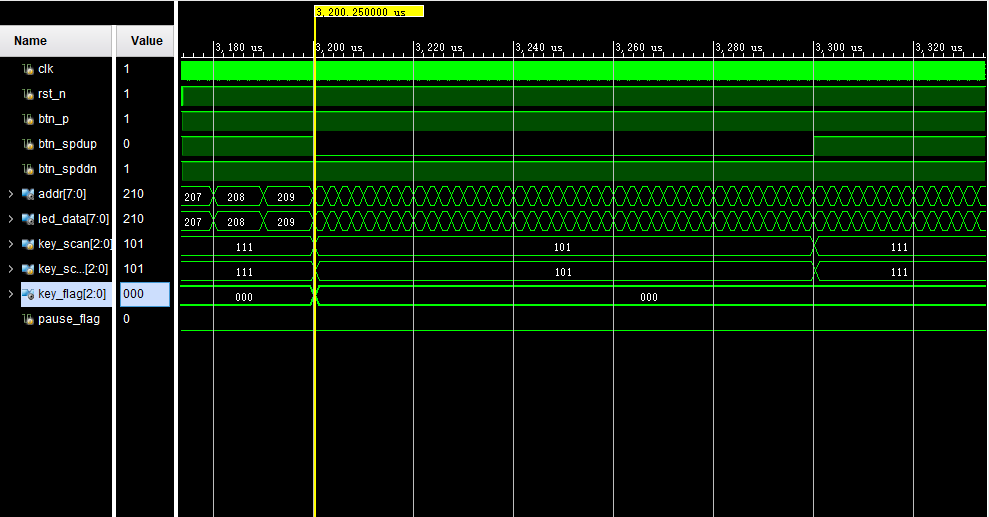 3,200.250000 us
Name Value
3,180 us 3,200 us 3,220 us 3,240 us 3,260 us 3,280 us 3,300 us 3,320 us
clk 1
rst_n 1
btn_p 1
btn_spdup 0
btn_spddn 1
addr[7:0] 210 207 208 209
led_data[7:0] 210 207 208 209
key_scan[2:0] 101 111 101 111
key_sc...[2:0] 101 111 101 111
key_flag[2:0] 000 000 000
pause_flag 0